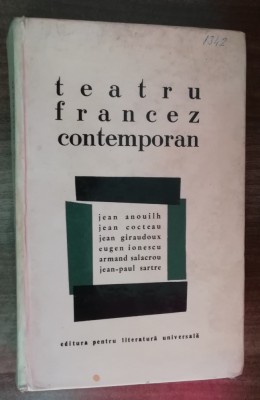 1242
teatru
francez
contemporan
jean anouilh
jean cocteau
jean giraudoux
eugen ionescu
armand salacrou
jean-paul sartre
editura pentru literatură universală